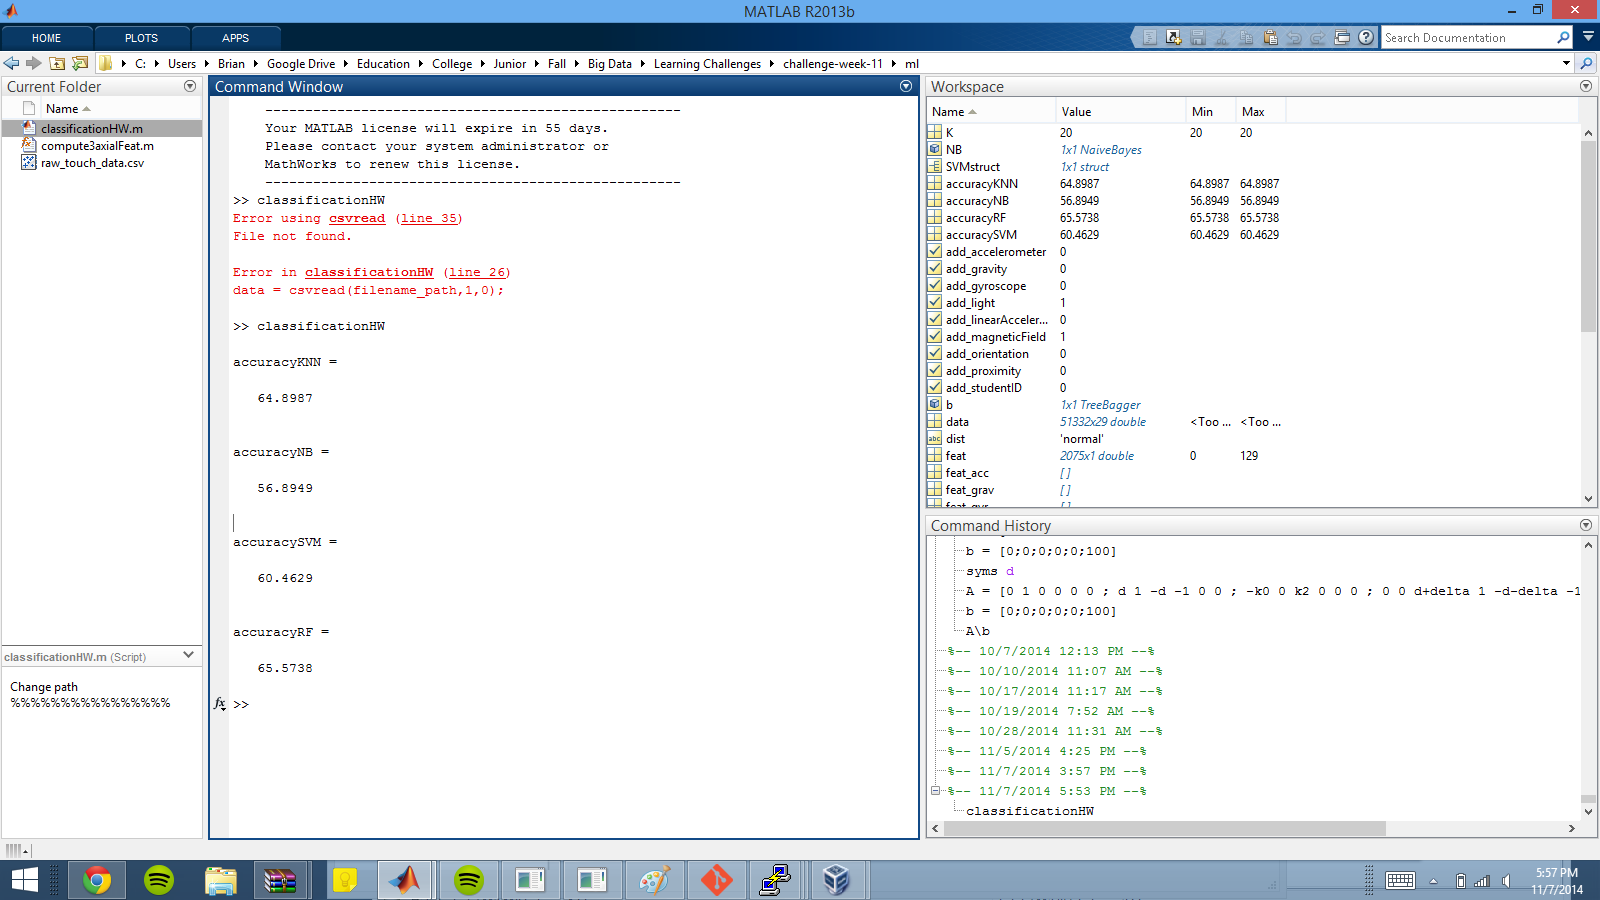 MATLAB R2013b
HOME PLOTS APPS
Search Documentation
C: Users Brian Google Drive Education College Junior Fall Big Data Learning Challenges challenge-week-11 ml
Current Folder
Name
classificationHW.m
compute3axialFeat.m
raw_touch_data.csv
classificationHW.m (Script)
Change path
%%%%%%%%%%%%%%%%
Command Window
----------------------------------------------------
Your MATLAB license will expire in 55 days.
Please contact your system administrator or
MathWorks to renew this license.
----------------------------------------------------
>> classificationHW
Error using csvread (line 35)
File not found.
Error in classificationHW (line 26)
data = csvread(filename_path,1,0);
>> classificationHW
accuracyKNN =
64.8987
accuracyNB =
56.8949
accuracySVM =
60.4629
accuracyRF =
65.5738
fx >>
Workspace
Name Value Min Max
K 20 20 20
NB 1x1 NaiveBayes
SVMstruct 1x1 struct
accuracyKNN 64.8987 64.8987 64.8987
accuracyNB 56.8949 56.8949 56.8949
accuracyRF 65.5738 65.5738 65.5738
accuracySVM 60.4629 60.4629 60.4629
add_accelerometer 0
add_gravity 0
add_gyroscope 0
add_light 1
add_linearAcceler... 0
add_magneticField 1
add_orientation 0
add_proximity 0
add_studentID 0
b 1x1 TreeBagger
data 51332x29 double <Too ... <Too ...
abc dist 'normal'
feat 2075x1 double 0 129
feat_acc []
feat_grav []
Command History
b = [0;0;0;0;0;100]
syms d
A = [0 1 0 0 0 0 ; d 1 -d -1 0 0 ; -k0 0 k2 0 0 0 ; 0 0 d+delta 1 -d-delta -1
b = [0;0;0;0;0;100]
A\b
%-- 10/7/2014 12:13 PM --%
%-- 10/10/2014 11:07 AM --%
%-- 10/17/2014 11:17 AM --%
%-- 10/19/2014 7:52 AM --%
%-- 10/28/2014 11:31 AM --%
%-- 11/5/2014 4:25 PM --%
%-- 11/7/2014 3:57 PM --%
%-- 11/7/2014 5:53 PM --%
classificationHW
5:57 PM
11/7/2014